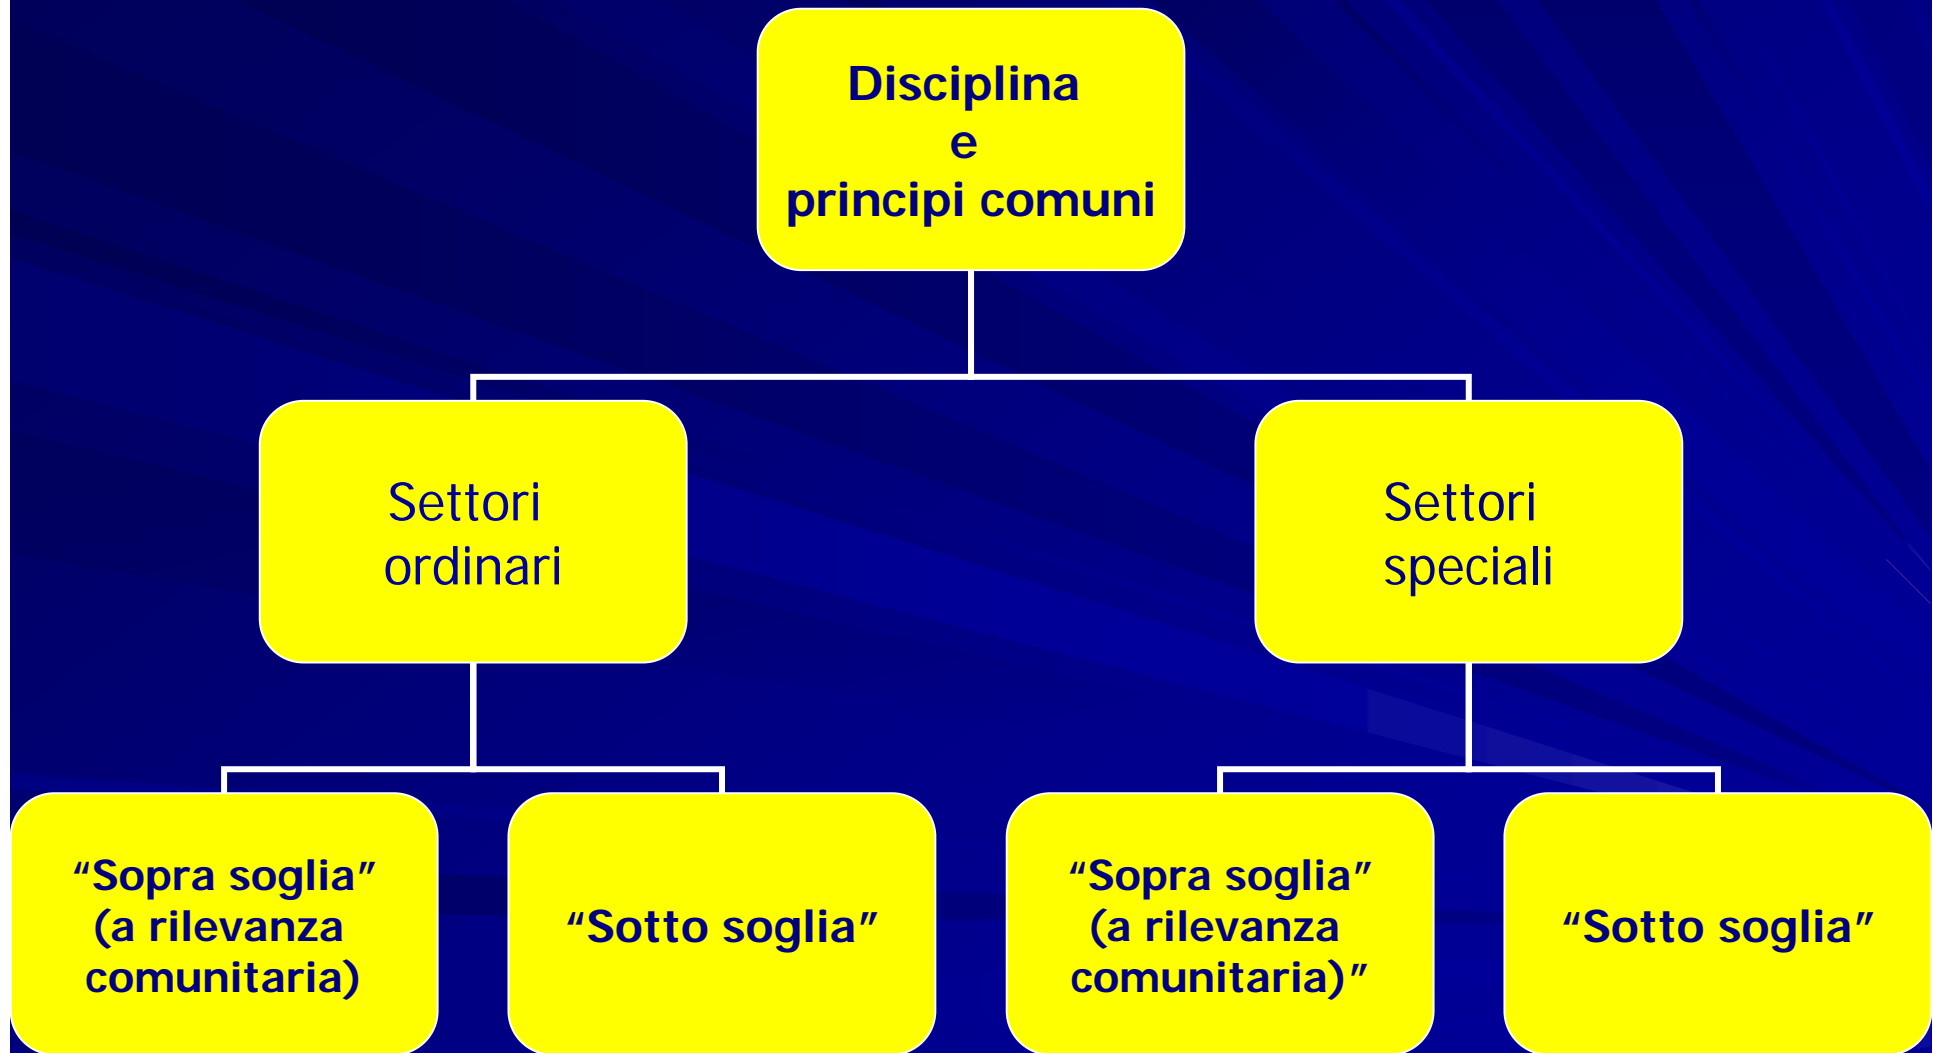 Disciplina
e
principi comuni
Settori
ordinari
Settori
speciali
“Sopra soglia”
(a rilevanza
comunitaria)
“Sotto soglia”
“Sopra soglia”
(a rilevanza
comunitaria)”
“Sotto soglia”